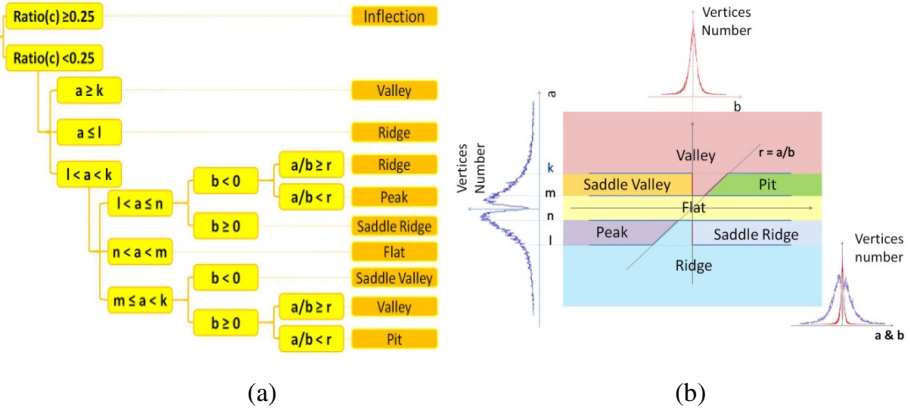 Ratio(c) ≥0.25
Inflection
Ratio(c) <0.25
a ≥ k
Valley
a ≤ l
Ridge
l < a < k
l < a ≤ n
b < 0
a/b ≥ r
Ridge
a/b < r
Peak
b ≥ 0
Saddle Ridge
n < a < m
Flat
m ≤ a < k
b < 0
Saddle Valley
b ≥ 0
a/b ≥ r
Valley
a/b < r
Pit
(a)
Vertices
Number
b
a
Vertices
Number
k
m
n
l
Valley
r = a/b
Saddle Valley
Pit
Flat
Peak
Saddle Ridge
Ridge
Vertices
number
a & b
(b)